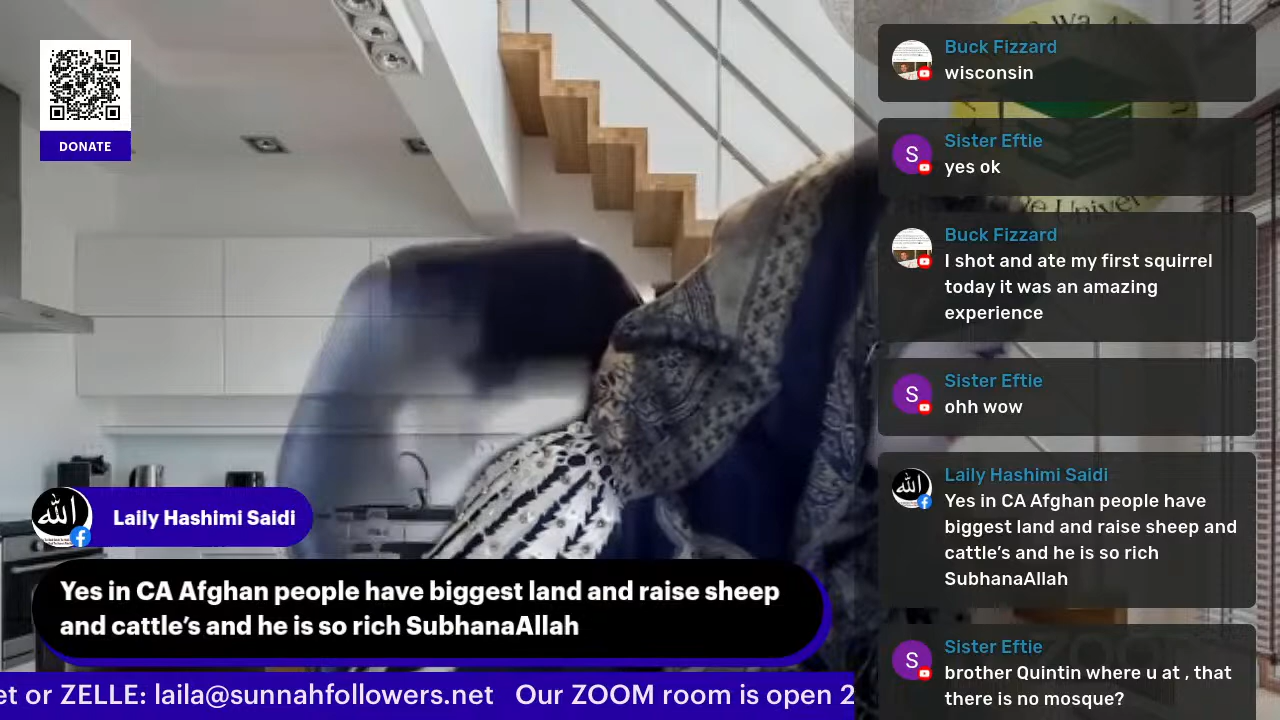 DONATE
Laily Hashimi Saidi
Yes in CA Afghan people have biggest land and raise sheep
and cattle's and he is so rich SubhanaAllah
et or ZELLE: laila@sunnahfollowers.net Our ZOOM room is open 2
Buck Fizzard
wisconsin
S
Sister Eftie
yes ok
Buck Fizzard
I shot and ate my first squirrel
today it was an amazing
experience
S
Sister Eftie
ohh wow
الله
Laily Hashimi Saidi
Yes in CA Afghan people have
biggest land and raise sheep and
cattle's and he is so rich
SubhanaAllah
S
Sister Eftie
brother Quintin where u at , that
there is no mosque?